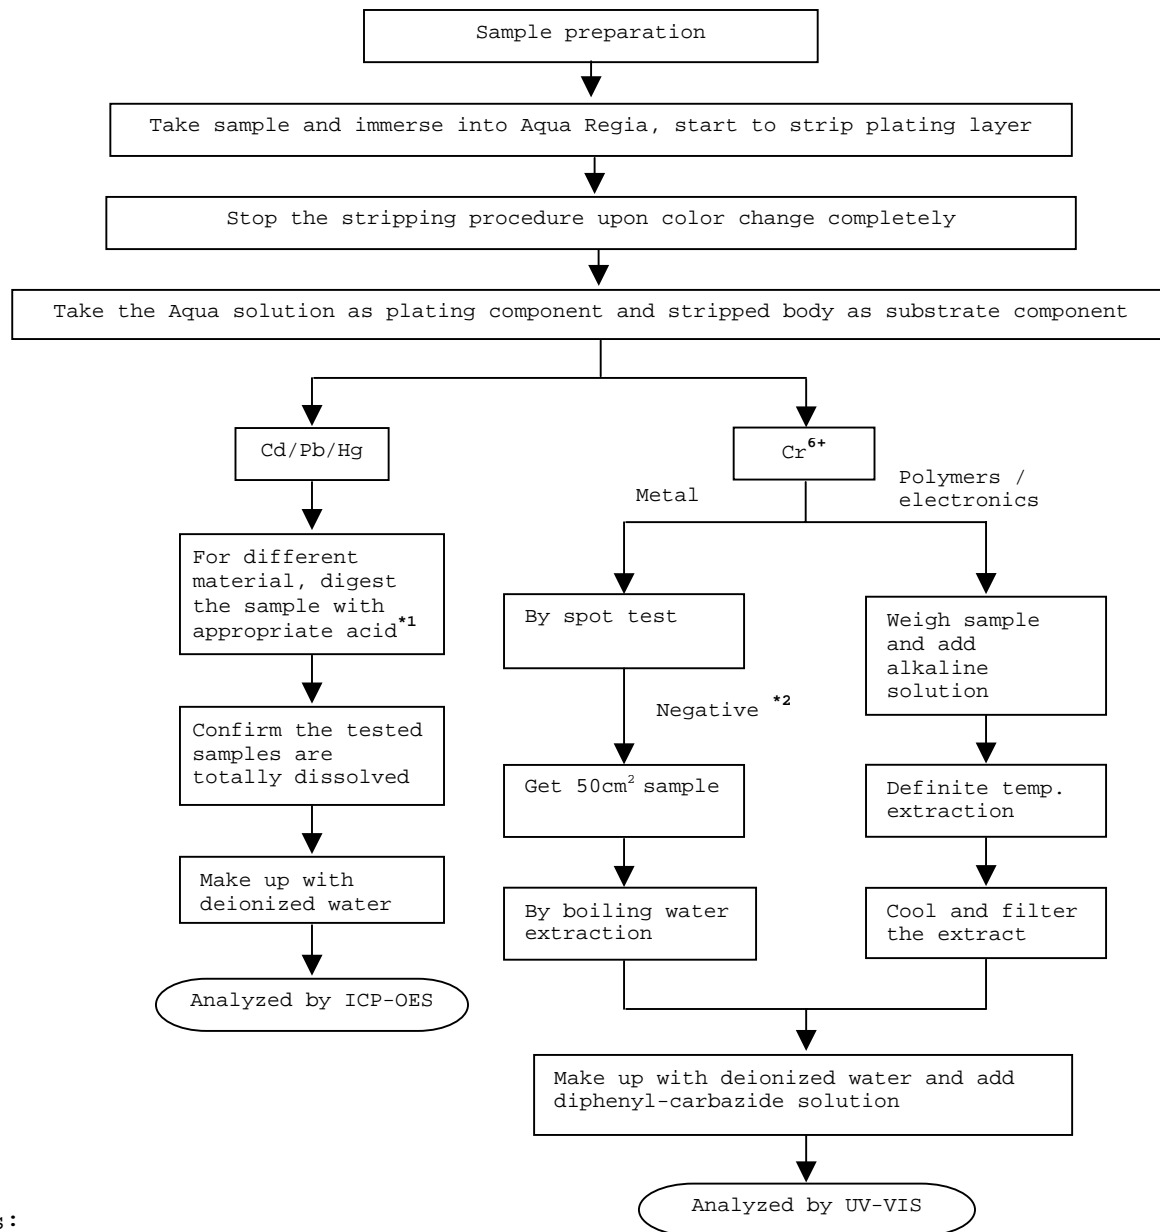 Sample preparation
Take sample and immerse into Aqua Regia, start to strip plating layer
Stop the stripping procedure upon color change completely
Take the Aqua solution as plating component and stripped body as substrate component
Cd/Pb/Hg
For different
material, digest
the sample with
appropriate acid*1
Confirm the tested
samples are
totally dissolved
Make up with
deionized water
Analyzed by ICP-OES
Cr6+
Metal
Polymers /
electronics
By spot test
Negative *2
Get 50cm² sample
By boiling water
extraction
Weigh sample
and add
alkaline
solution
Definite temp.
extraction
Cool and filter
the extract
Make up with deionized water and add
diphenyl-carbazide solution
Analyzed by UV-VIS
s: